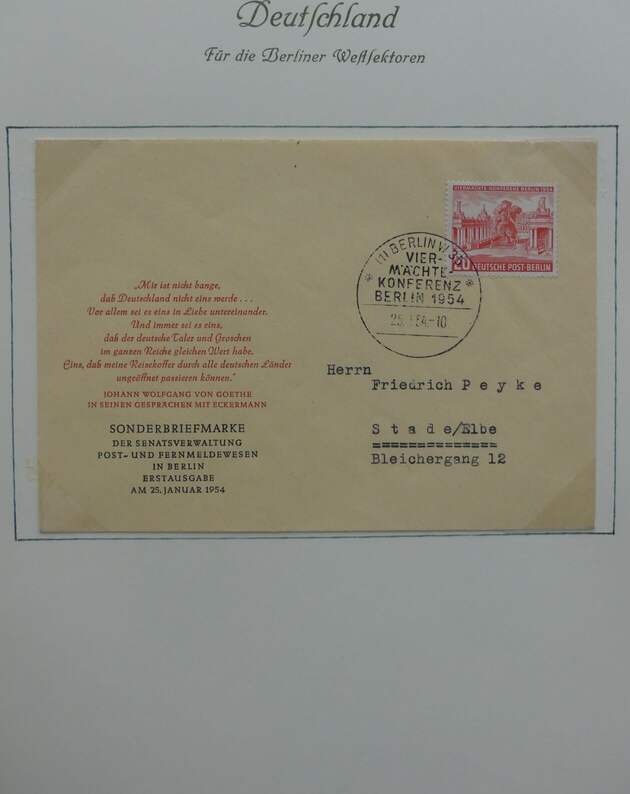 Deutschland
Für die Berliner Westsektoren
VIERMÄCHTE-KONFERENZ BERLIN 1954
20 DEUTSCHE POST·BERLIN
(1) BERLIN W 30
VIER-
MÄCHTE-
KONFERENZ
BERLIN 1954
25.1.54-10
„Mir ist nicht bange,
daß Deutschland nicht eins werde . . .
Vor allem sei es eins in Liebe untereinander.
Und immer sei es eins,
daß der deutsche Taler und Groschen
im ganzen Reiche gleichen Wert habe.
Eins, daß meine Reisekoffer durch alle deutschen Länder
ungeöffnet passieren können.“
JOHANN WOLFGANG VON GOETHE
IN SEINEN GESPRÄCHEN MIT ECKERMANN
SONDERBRIEFMARKE
DER SENATSVERWALTUNG
POST- UND FERNMELDEWESEN
IN BERLIN
ERSTAUSGABE
AM 25. JANUAR 1954
Herrn
Friedrich P e y k e
S t a d e/Elbe
Bleichergang 12